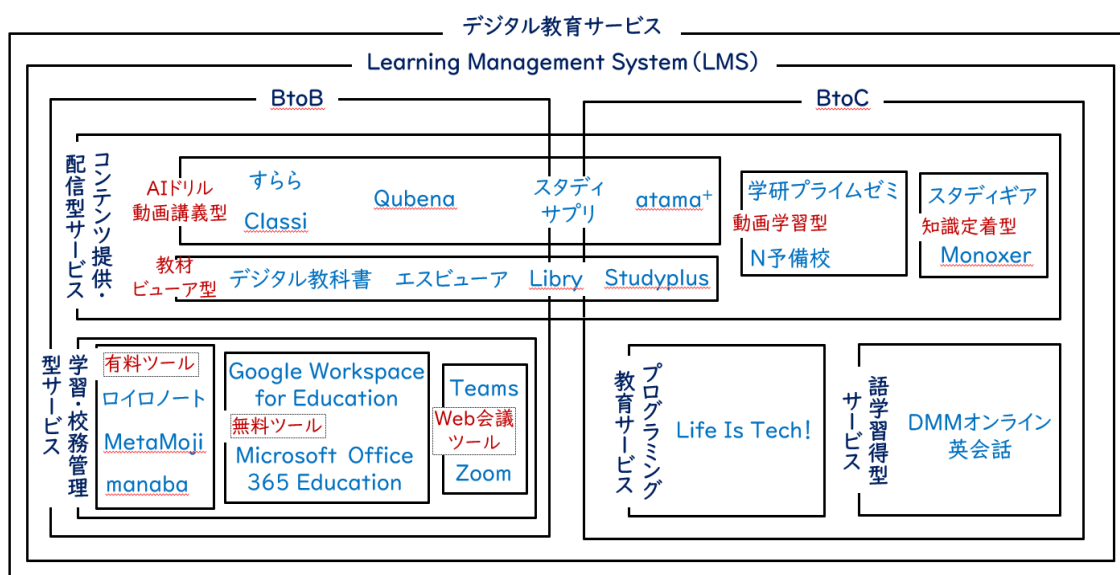 デジタル教育サービス
Learning Management System（LMS）
BtoB
BtoC
コンテンツ提供・
配信型サービス
AIドリル
動画講義型
すらら
Classi
Qubena
スタディ
サプリ
atama⁺
学研プライムゼミ
動画学習型
N予備校
スタディギア
知識定着型
Monoxer
教材
ビューア型
デジタル教科書
エスビューア
Libry
Studyplus
学習・校務管理
型サービス
有料ツール
ロイロノート
MetaMoji
manaba
Google Workspace
for Education
無料ツール
Microsoft Office
365 Education
Teams
Web会議
ツール
Zoom
プログラミング
教育サービス
Life Is Tech!
語学習得型
サービス
DMMオンライン
英会話